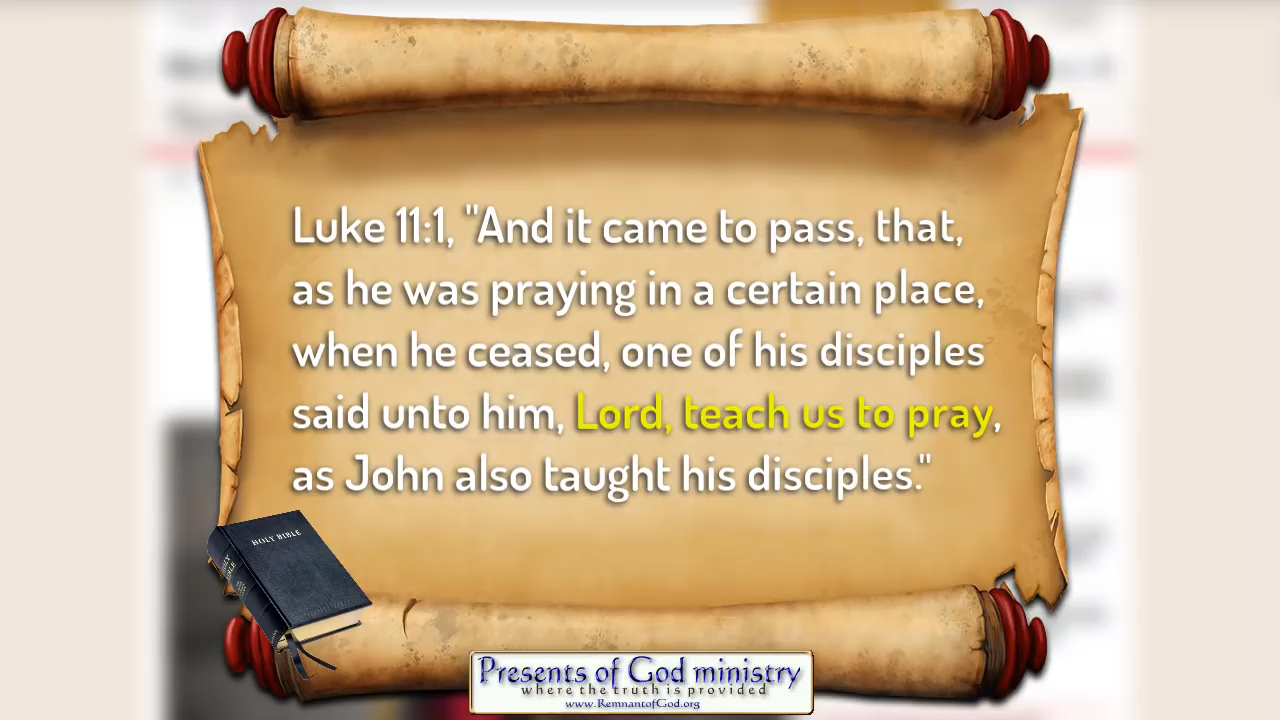 Luke 11:1, "And it came to pass, that,
as he was praying in a certain place,
when he ceased, one of his disciples
said unto him, Lord, teach us to pray,
as John also taught his disciples."
HOLY BIBLE
Presents of God ministry
where the truth is provided
www.RemnantofGod.org